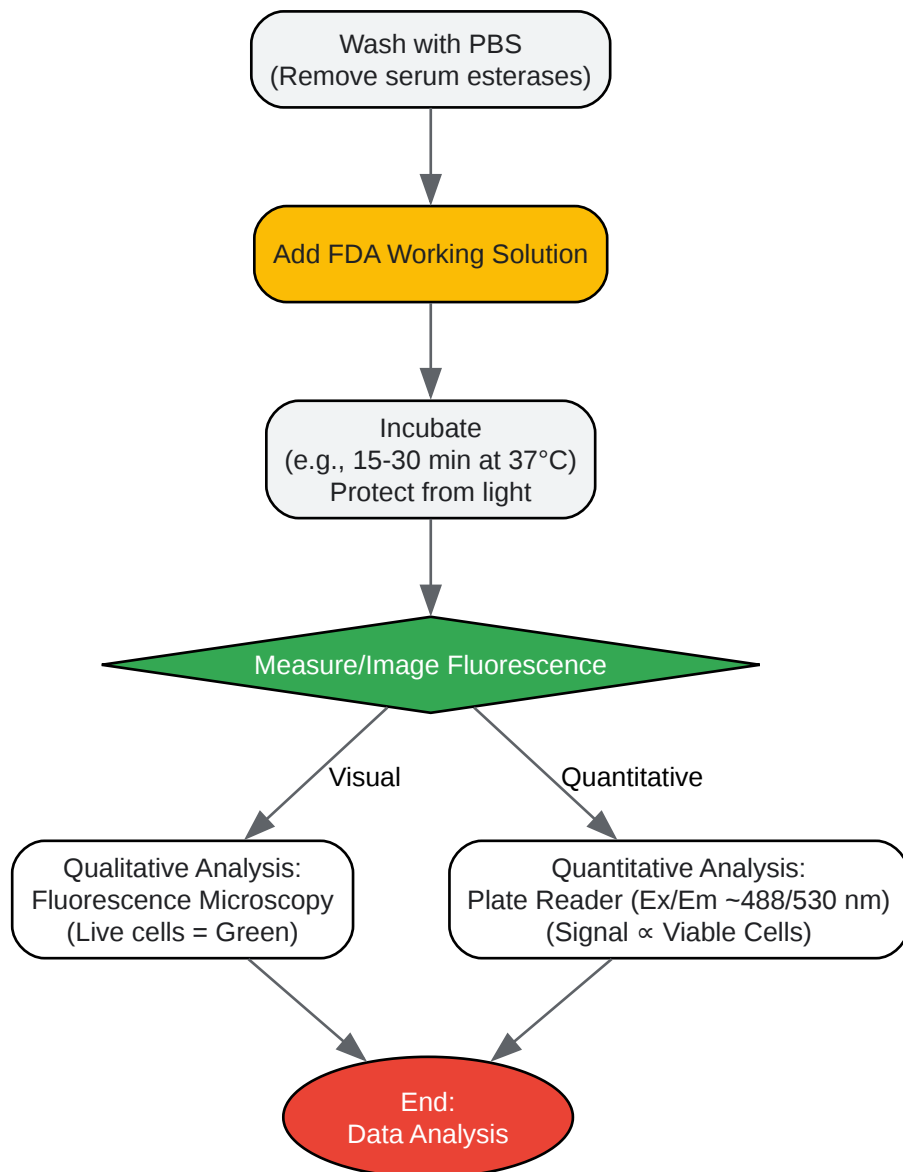 Wash with PBS
(Remove serum esterases)
Add FDA Working Solution
Incubate
(e.g., 15-30 min at 37°C)
Protect from light
Measure/Image Fluorescence
Visual
Quantitative
Qualitative Analysis:
Fluorescence Microscopy
(Live cells = Green)
Quantitative Analysis:
Plate Reader (Ex/Em ~488/530 nm)
(Signal ∝ Viable Cells)
End:
Data Analysis